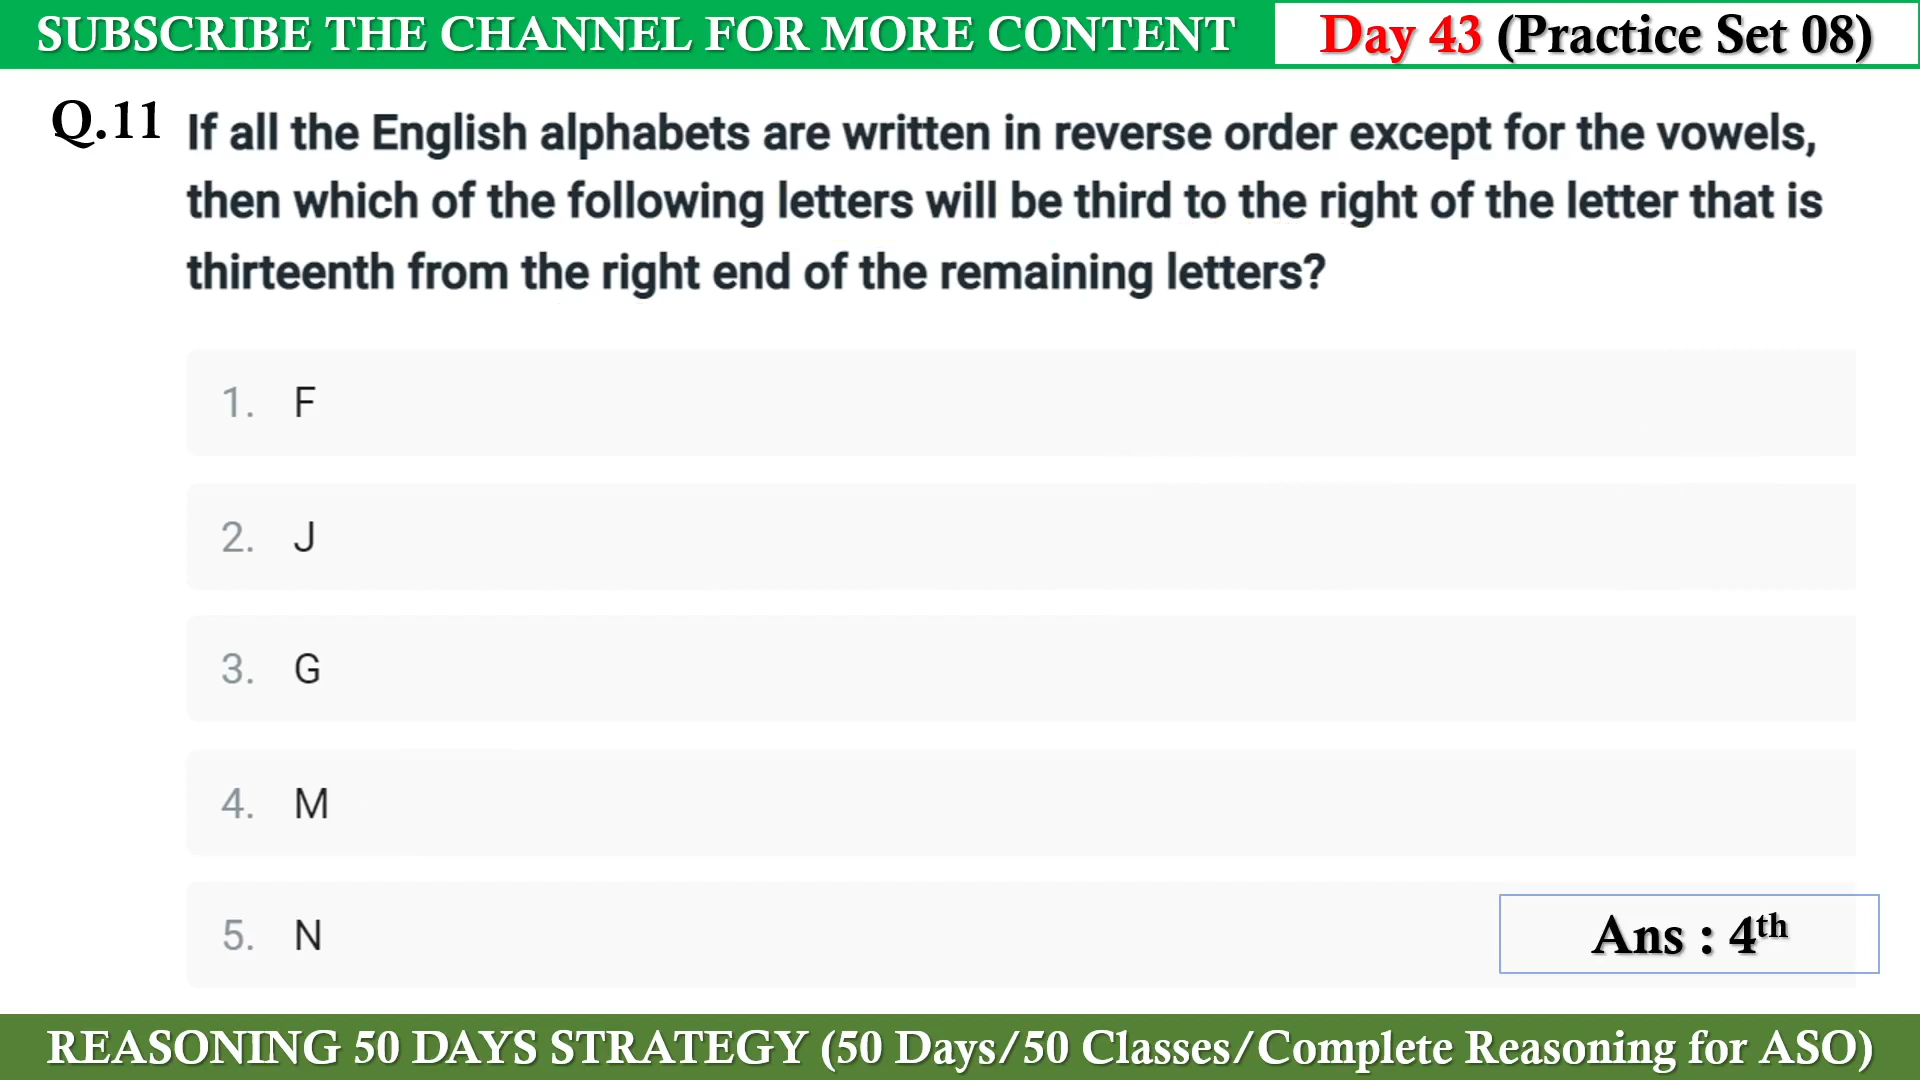 SUBSCRIBE THE CHANNEL FOR MORE CONTENT
Day 43 (Practice Set 08)
Q.11 If all the English alphabets are written in reverse order except for the vowels,
then which of the following letters will be third to the right of the letter that is
thirteenth from the right end of the remaining letters?
1. F
2. J
3. G
4. M
5. N
Ans : 4th
REASONING 50 DAYS STRATEGY (50 Days/50 Classes/Complete Reasoning for ASO)